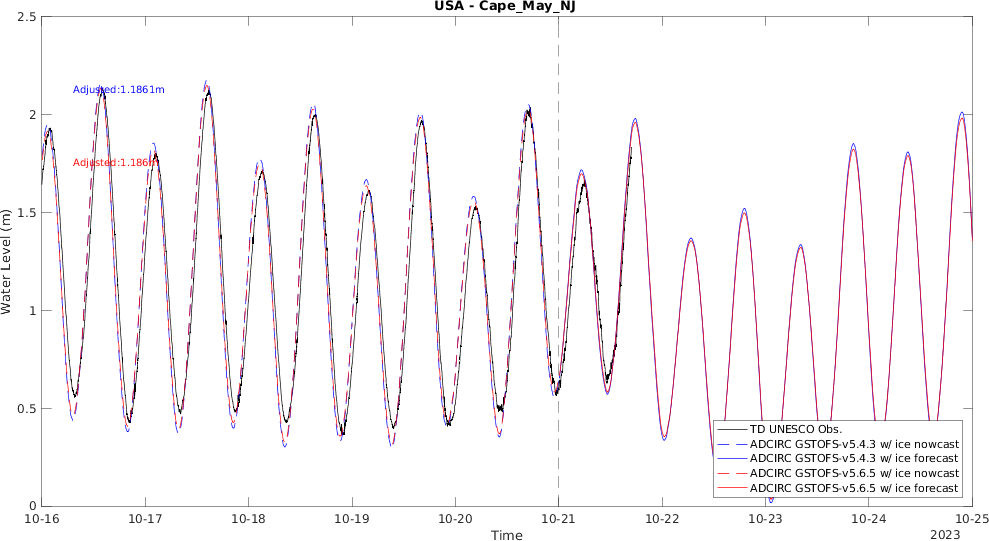 USA - Cape_May_NJ
2.5
2
1.5
1
0.5
0
Water Level (m)
Adjusted:1.1861m
Adjusted:1.186m
TD UNESCO Obs.
ADCIRC GSTOFS-v5.4.3 w/ ice nowcast
ADCIRC GSTOFS-v5.4.3 w/ ice forecast
ADCIRC GSTOFS-v5.6.5 w/ ice nowcast
ADCIRC GSTOFS-v5.6.5 w/ ice forecast
10-16 10-17 10-18 10-19 10-20 10-21 10-22 10-23 10-24 10-25
Time
2023